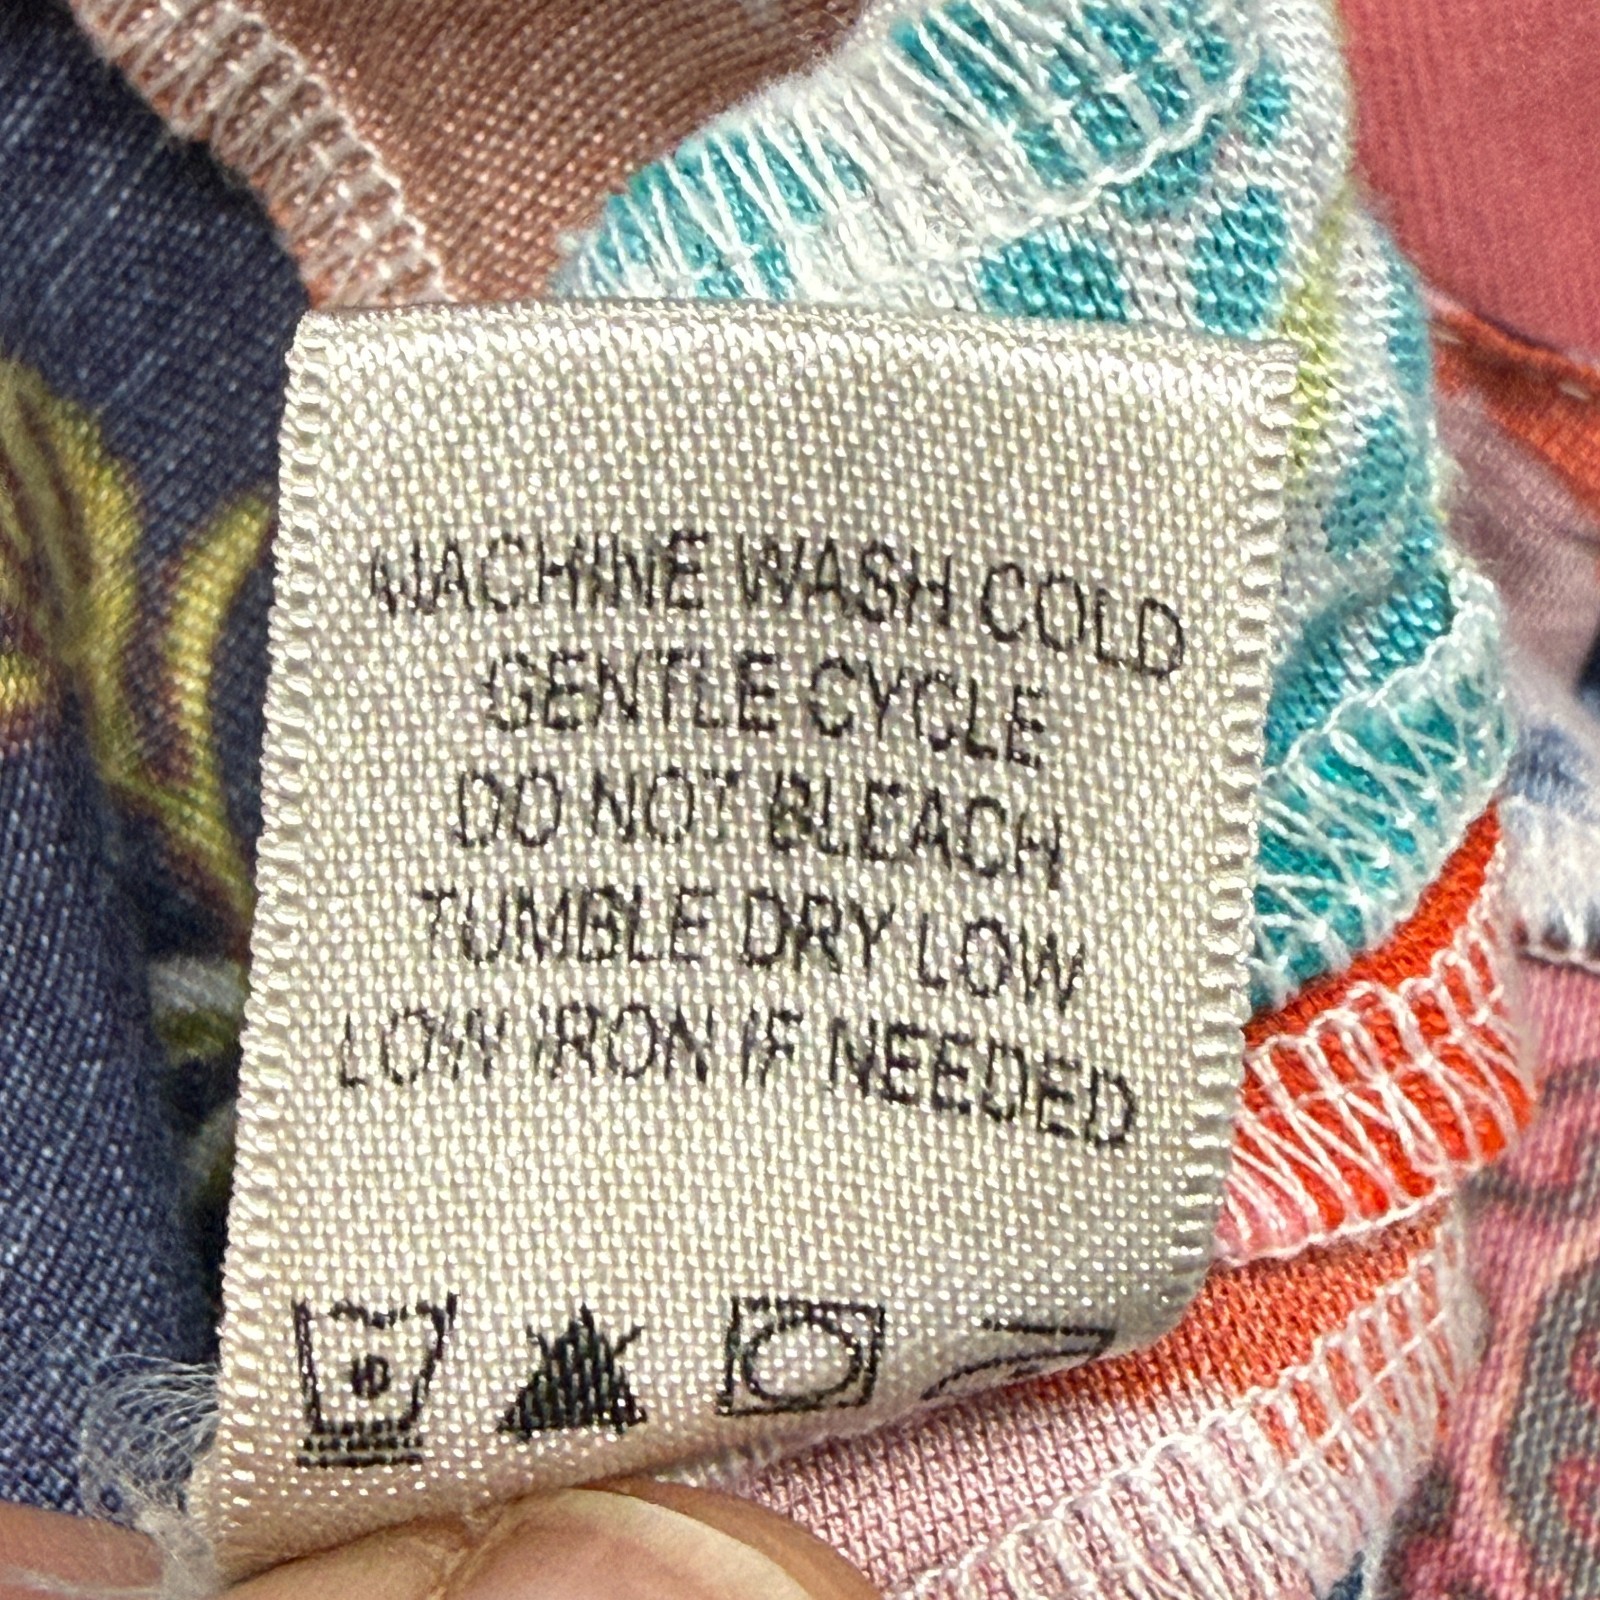 MACHINE WASH COLD
GENTLE CYCLE
DO NOT BLEACH
TUMBLE DRY LOW
LOW IRON IF NEEDED